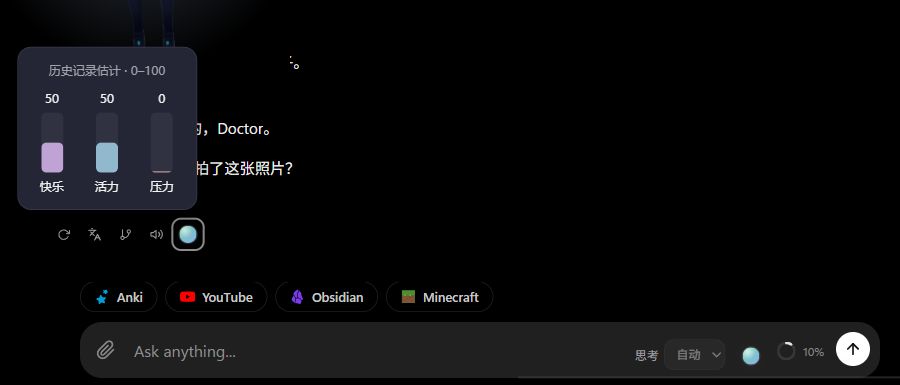 历史记录估计 · 0–100
50 50 0
快乐 活力 压力
。
,Doctor。
拍了这张照片？
Anki YouTube Obsidian Minecraft
Ask anything...
思考 自动 10%